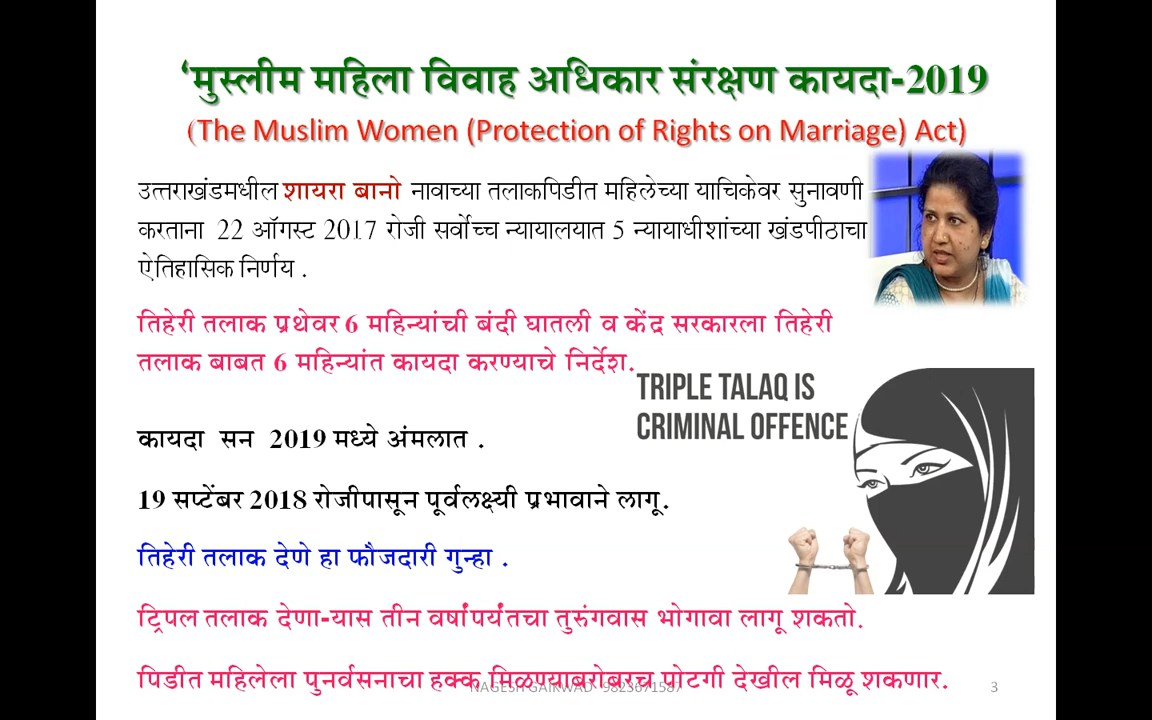 ‘मुस्लीम महिला विवाह अधिकार संरक्षण कायदा-2019
(The Muslim Women (Protection of Rights on Marriage) Act)
उत्तराखंडमधील शायरा बानो नावाच्या तलाकपिडीत महिलेच्या याचिकेवर सुनावणी
करताना 22 ऑगस्ट 2017 रोजी सर्वोच्च न्यायालयात 5 न्यायाधीशांच्या खंडपीठाचा
ऐतिहासिक निर्णय .
तिहेरी तलाक प्रथेवर 6 महिन्यांची बंदी घातली व केंद्र सरकारला तिहेरी
तलाक बाबत 6 महिन्यांत कायदा करण्याचे निर्देश.
TRIPLE TALAQ IS
CRIMINAL OFFENCE
कायदा सन 2019 मध्ये अंमलात .
19 सप्टेंबर 2018 रोजीपासून पूर्वलक्ष्यी प्रभावाने लागू.
तिहेरी तलाक देणे हा फौजदारी गुन्हा .
ट्रिपल तलाक देणा-यास तीन वर्षांपर्यंतचा तुरुंगवास भोगावा लागू शकतो.
पिडीत महिलेला पुनर्वसनाचा हक्क मिळण्याबरोबरच पोटगी देखील मिळू शकणार.
NAGESH GAIKWAD 9823671587
3